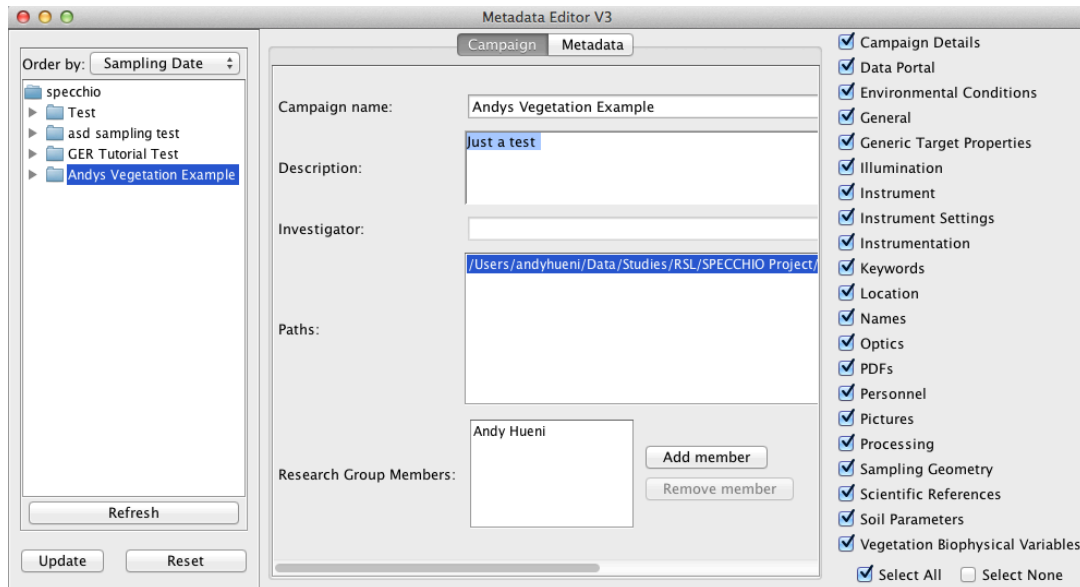 Metadata Editor V3
Order by: Sampling Date
specchio
Test
asd sampling test
GER Tutorial Test
Andys Vegetation Example
Refresh
Update Reset
Campaign Metadata
Campaign name: Andys Vegetation Example
Description: Just a test
Investigator:
Paths: /Users/andyhueni/Data/Studies/RSL/SPECCHIO Project/
Research Group Members: Andy Hueni
Add member
Remove member
Campaign Details
Data Portal
Environmental Conditions
General
Generic Target Properties
Illumination
Instrument
Instrument Settings
Instrumentation
Keywords
Location
Names
Optics
PDFs
Personnel
Pictures
Processing
Sampling Geometry
Scientific References
Soil Parameters
Vegetation Biophysical Variables
Select All Select None